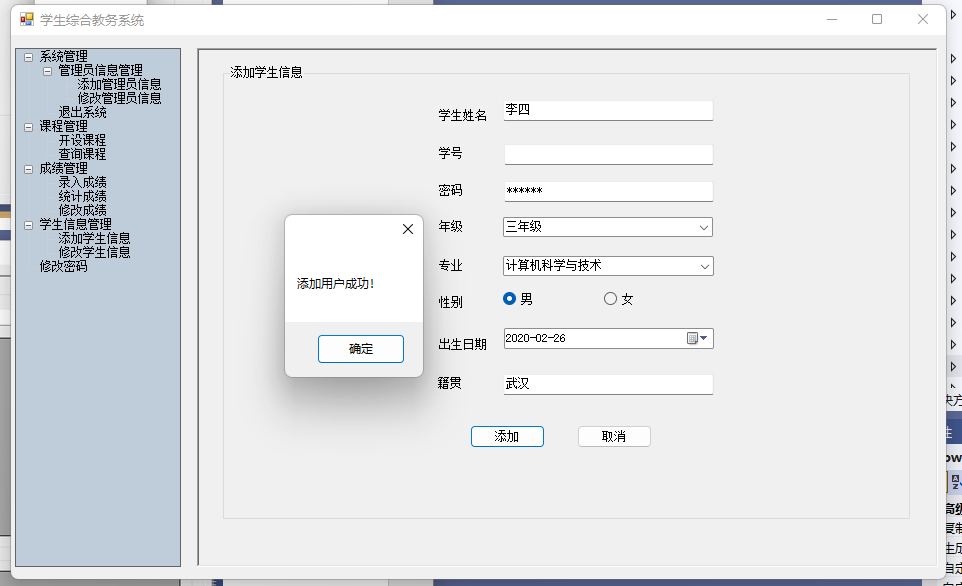 学生综合教务系统
系统管理
管理员信息管理
添加管理员信息
修改管理员信息
退出系统
课程管理
开设课程
查询课程
成绩管理
录入成绩
统计成绩
修改成绩
学生信息管理
添加学生信息
修改学生信息
修改密码
添加学生信息
学生姓名 李四
学号
密码 ******
年级 三年级
专业 计算机科学与技术
性别 男 女
出生日期 2020-02-26
籍贯 武汉
添加 取消
添加用户成功!
确定